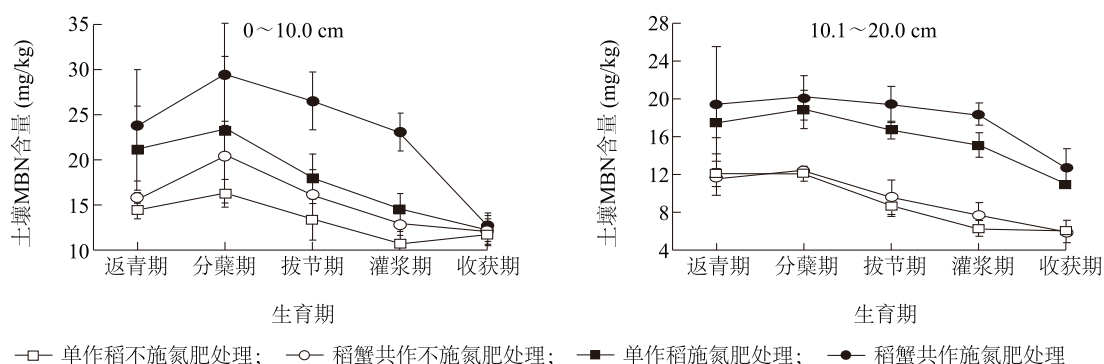 0～10.0 cm
土壤MBN含量 (mg/kg)
35
30
25
20
15
10
返青期 分蘖期 拔节期 灌浆期 收获期
生育期
10.1～20.0 cm
土壤MBN含量 (mg/kg)
28
24
20
16
12
8
4
返青期 分蘖期 拔节期 灌浆期 收获期
生育期
单作稻不施氮肥处理; 稻蟹共作不施氮肥处理; 单作稻施氮肥处理; 稻蟹共作施氮肥处理